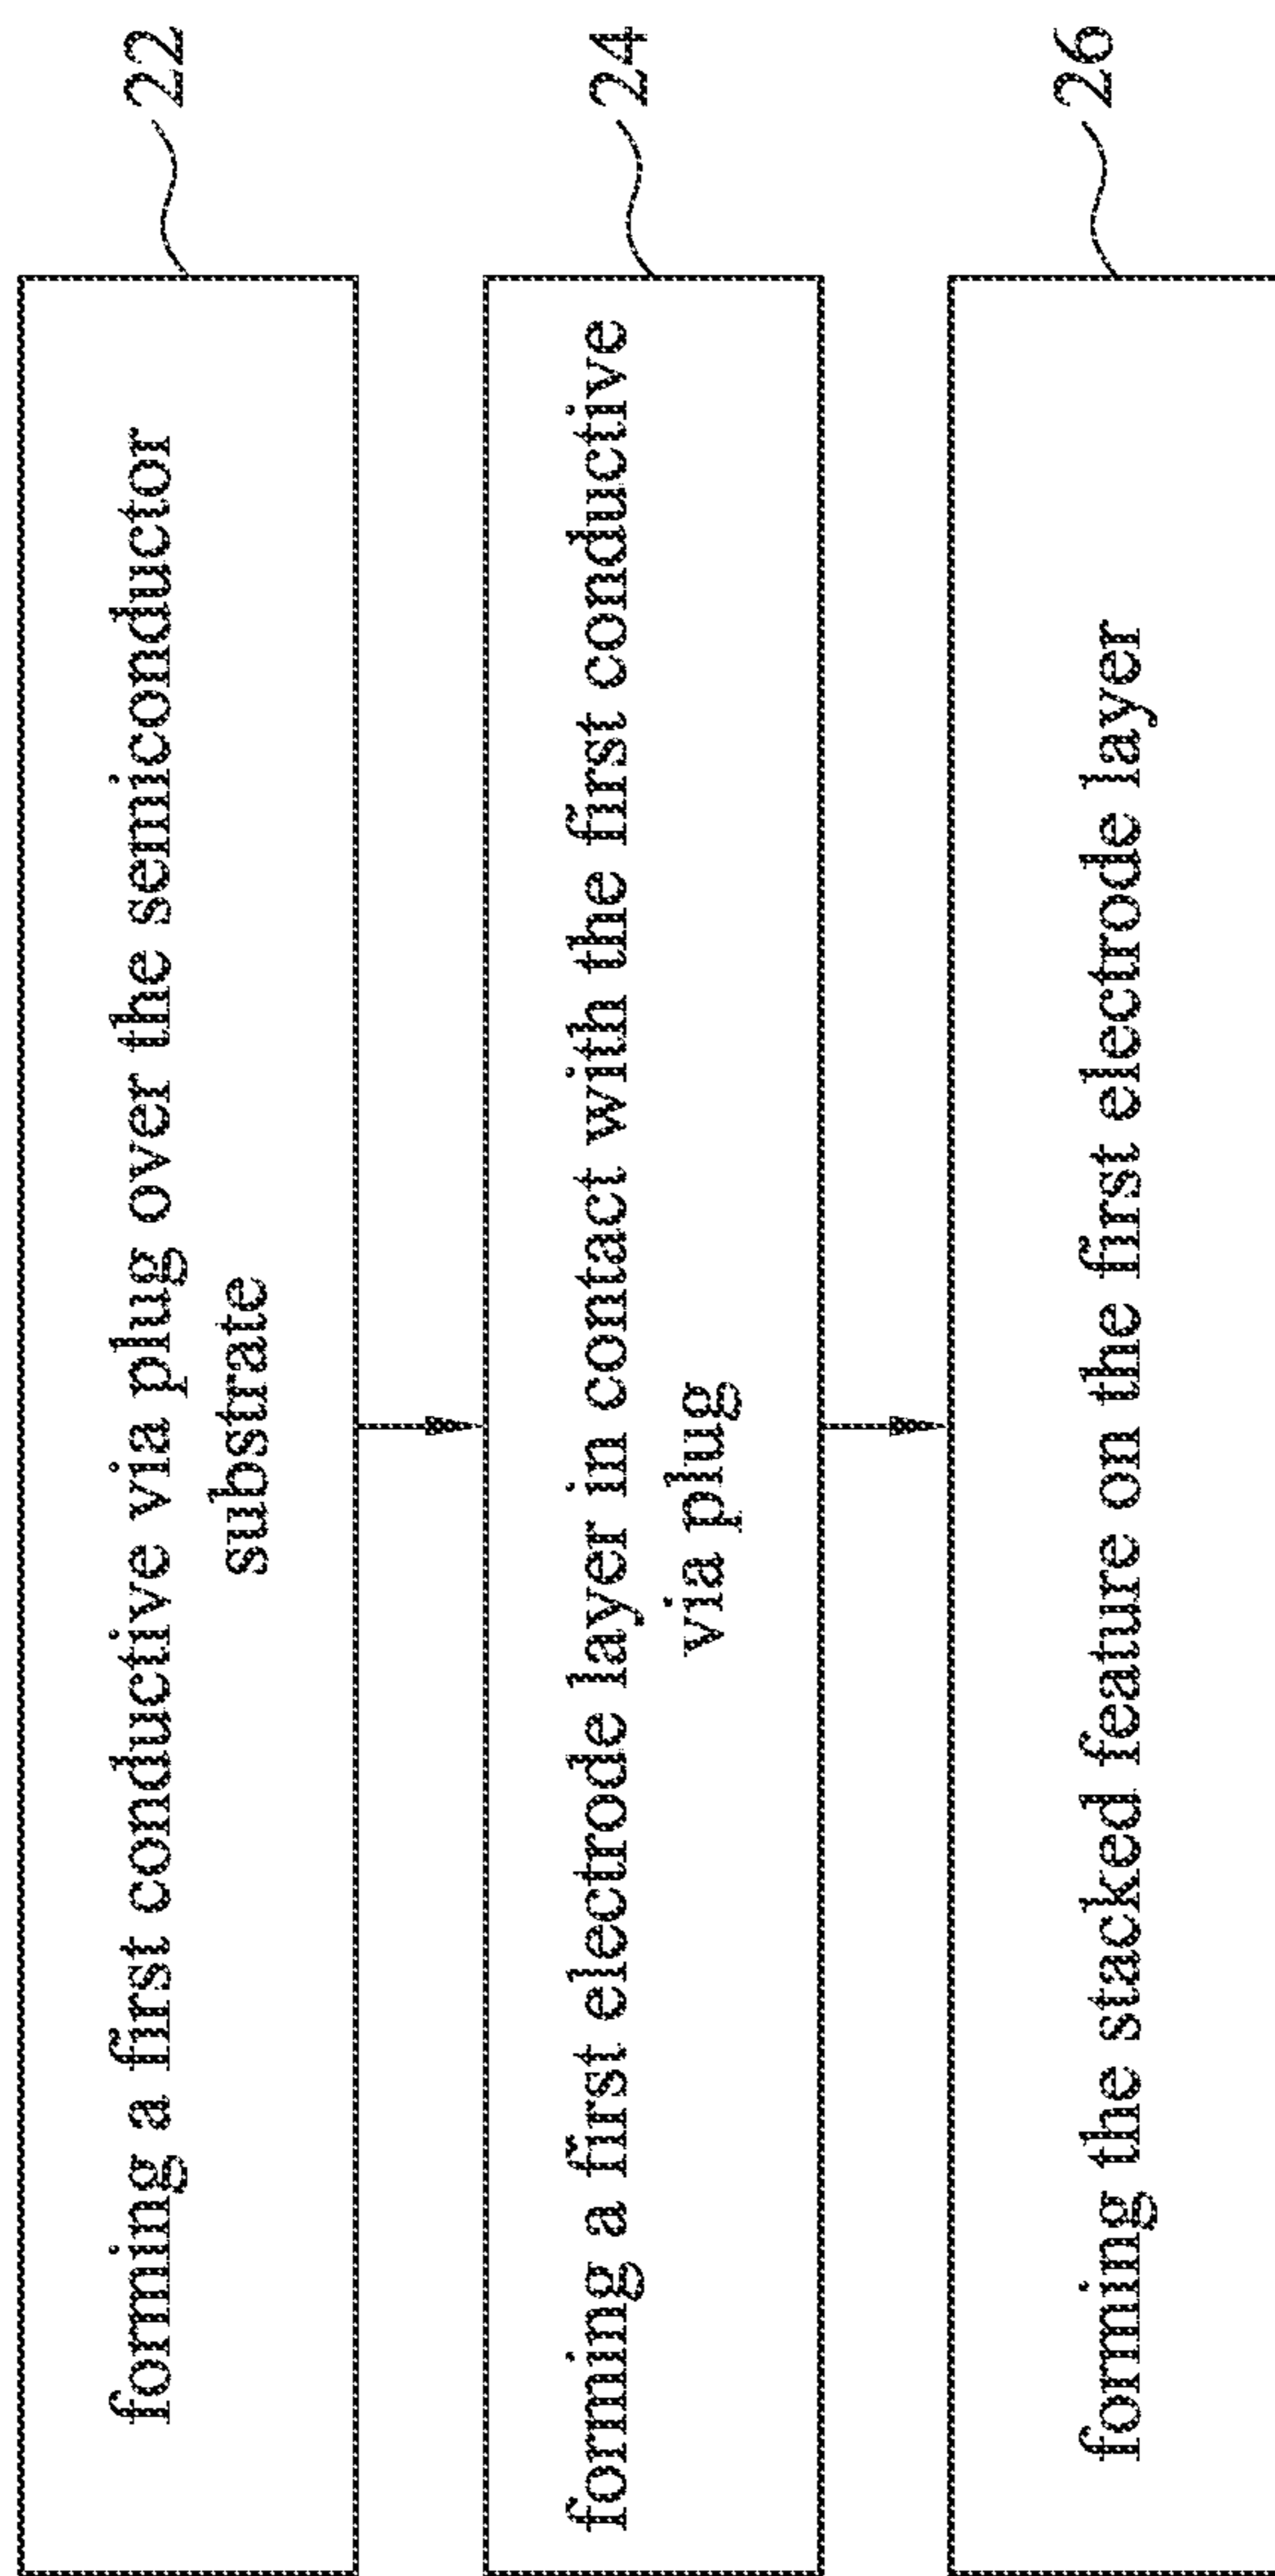 forming a first conductive via plug over the semiconductor
substrate
22
forming a first electrode layer in contact with the first conductive
via plug
24
forming the stacked feature on the first electrode layer
26